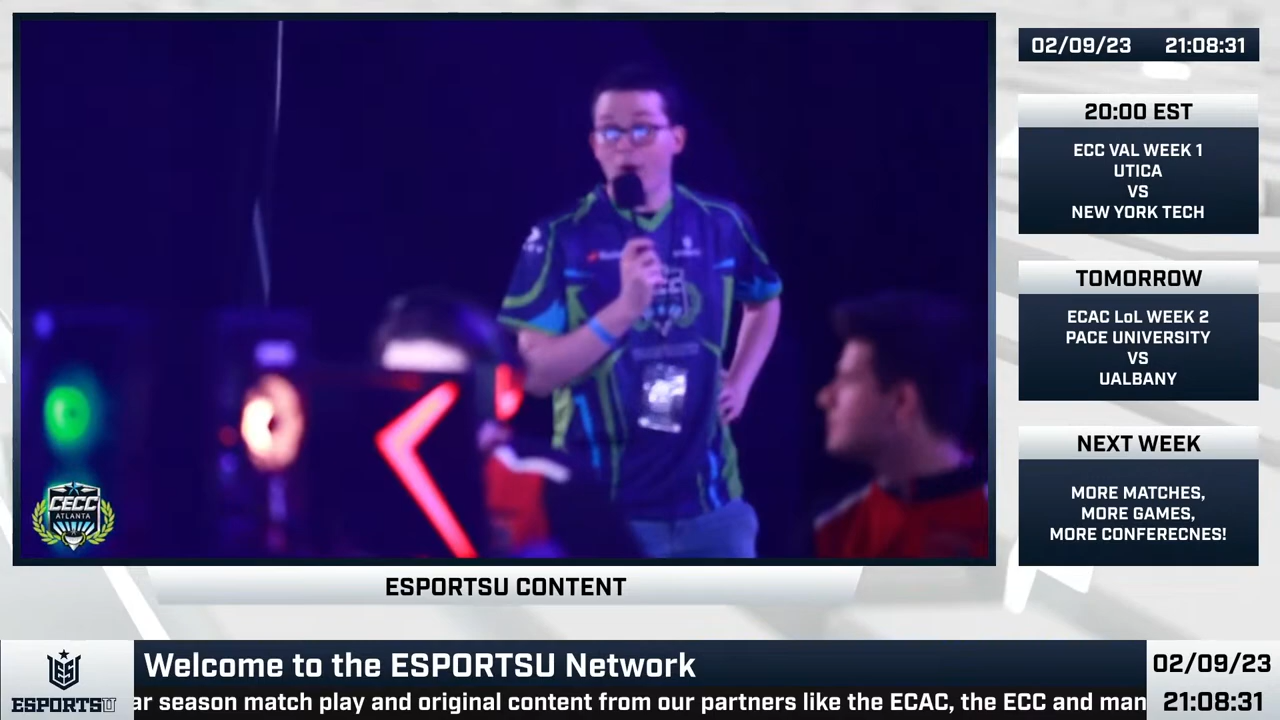 02/09/23 21:08:31
20:00 EST
ECC VAL WEEK 1
UTICA
VS
NEW YORK TECH
TOMORROW
ECAC LoL WEEK 2
PACE UNIVERSITY
VS
UALBANY
NEXT WEEK
MORE MATCHES,
MORE GAMES,
MORE CONFERECNES!
CECC
ATLANTA
ESPORTSU CONTENT
Welcome to the ESPORTSU Network
ar season match play and original content from our partners like the ECAC, the ECC and man
ESPORTSU
02/09/23
21:08:31